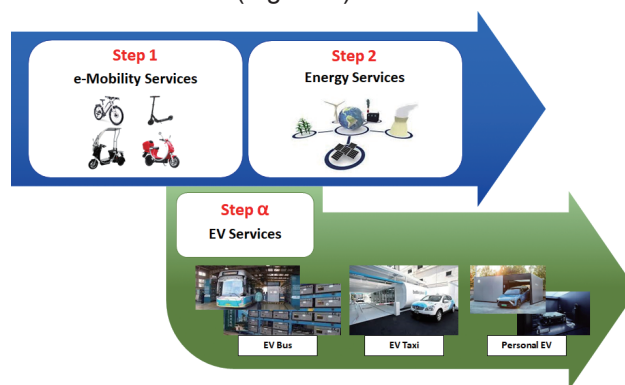 Step 1
e-Mobility Services
Step 2
Energy Services
Step α
EV Services
EV Bus
EV Taxi
Personal EV